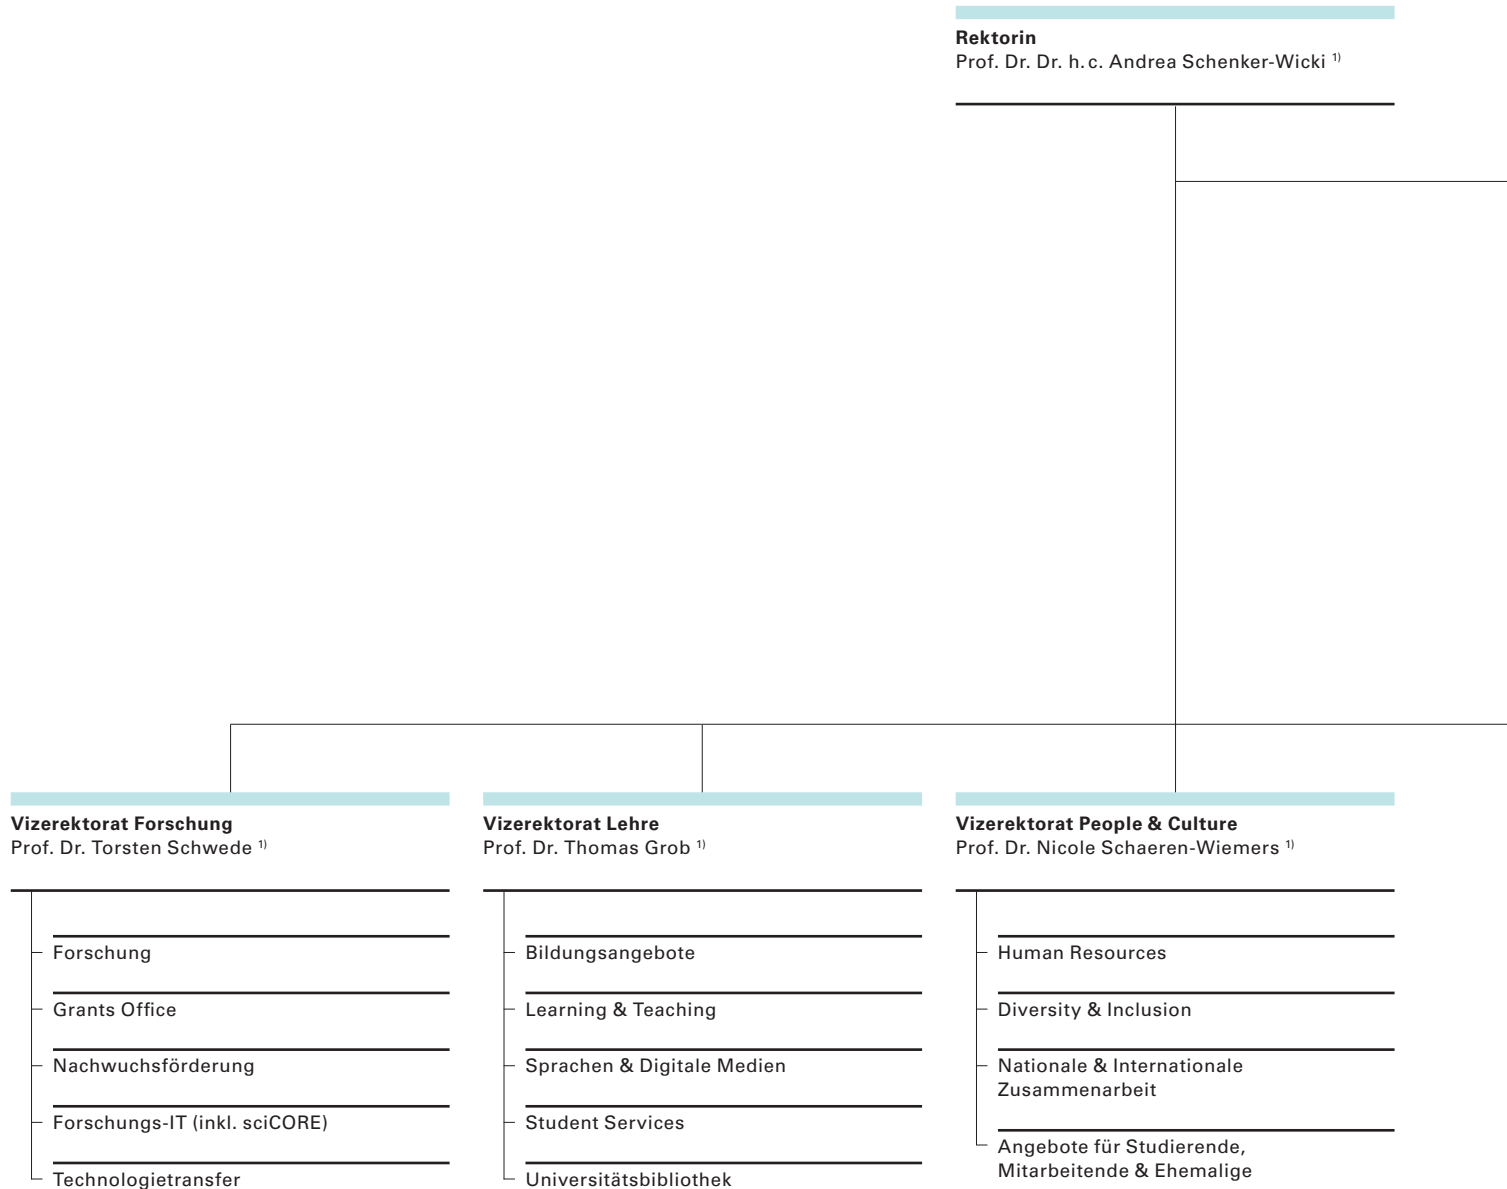 Rektorin
Prof. Dr. Dr. h. c. Andrea Schenker-Wicki 1)
Vizerektorat Forschung
Prof. Dr. Torsten Schwede 1)
Forschung
Grants Office
Nachwuchsförderung
Forschungs-IT (inkl. sciCORE)
Technologietransfer
Vizerektorat Lehre
Prof. Dr. Thomas Grob 1)
Bildungsangebote
Learning & Teaching
Sprachen & Digitale Medien
Student Services
Universitätsbibliothek
Vizerektorat People & Culture
Prof. Dr. Nicole Schaeren-Wiemers 1)
Human Resources
Diversity & Inclusion
Nationale & Internationale
Zusammenarbeit
Angebote für Studierende,
Mitarbeitende & Ehemalige